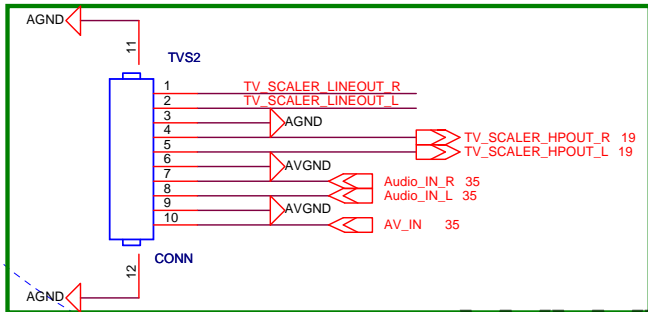 AGND
11
TVS2
1 TV_SCALER_LINEOUT_R
2 TV_SCALER_LINEOUT_L
3 AGND
4 TV_SCALER_HPOUT_R 19
5 TV_SCALER_HPOUT_L 19
6 AVGND
7 Audio_IN_R 35
8 Audio_IN_L 35
9 AVGND
10 AV_IN 35
CONN
12
AGND